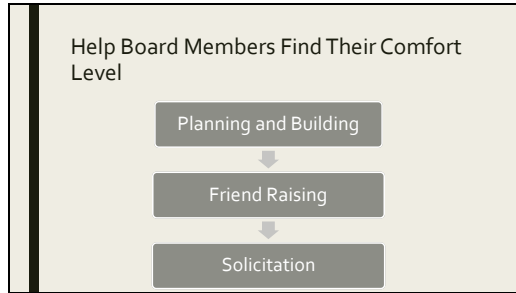 Help Board Members Find Their Comfort
Level
Planning and Building
Friend Raising
Solicitation